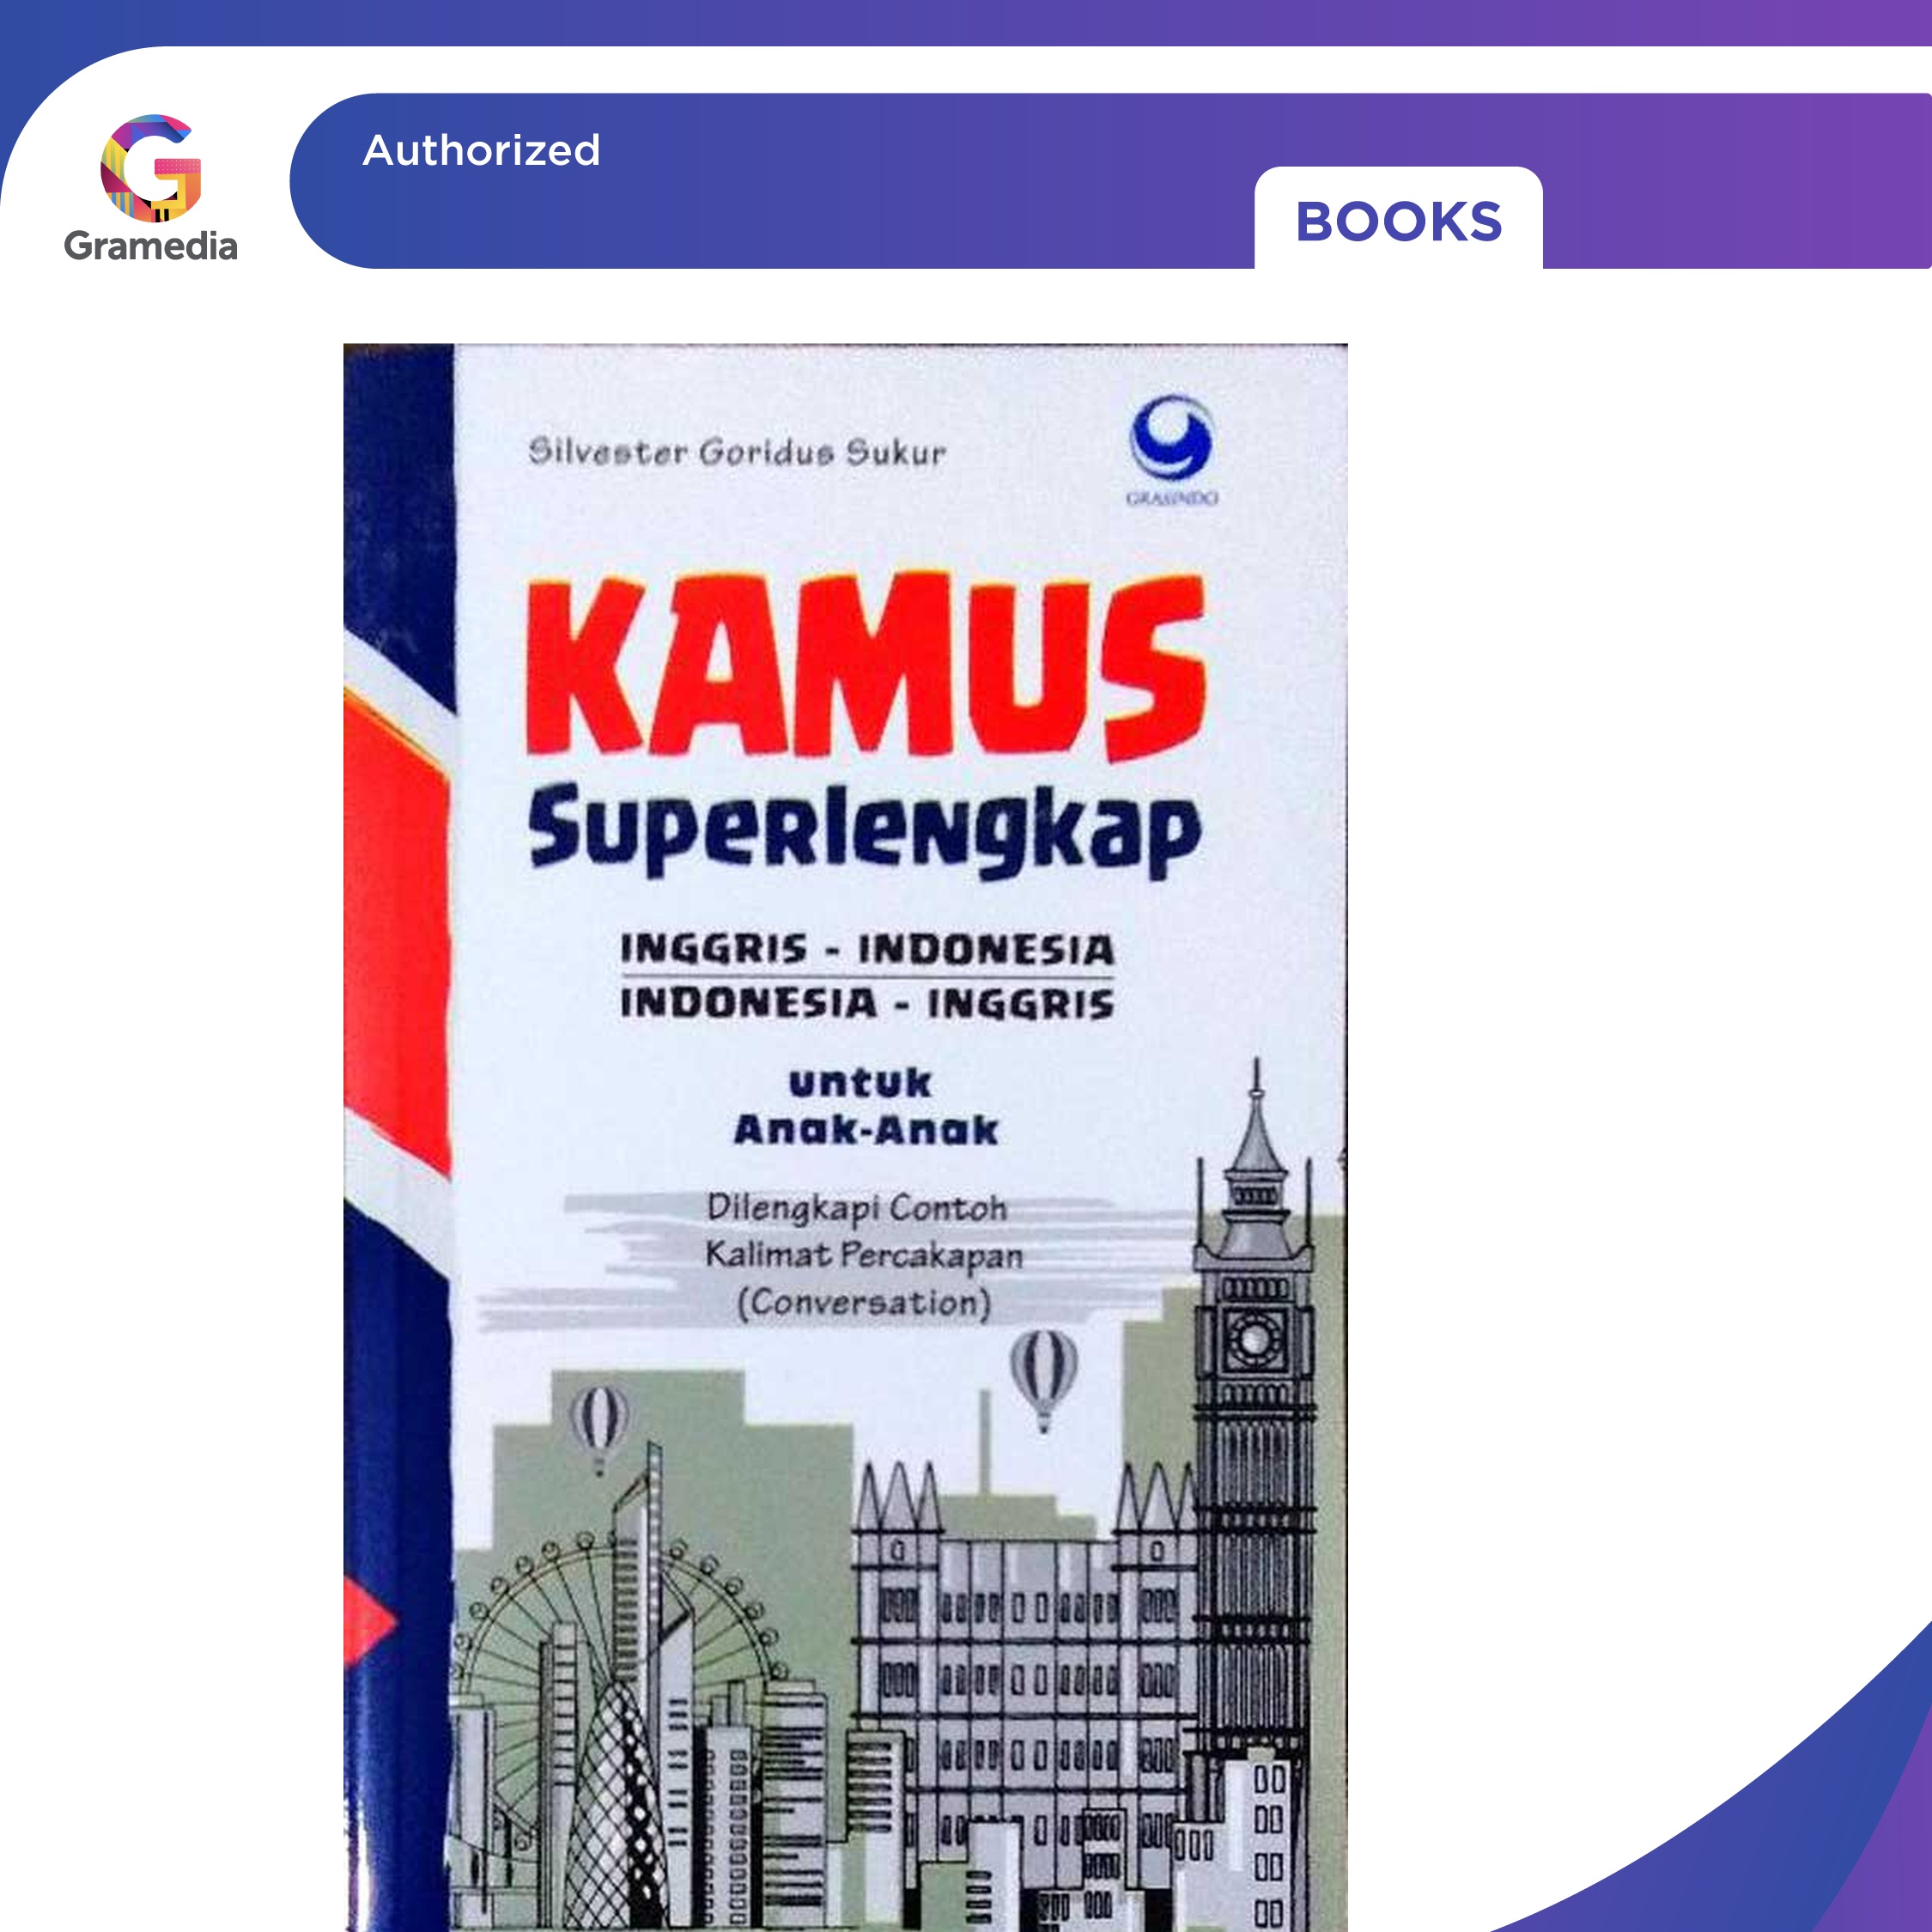 Gramedia
Authorized
BOOKS
Silvester Goridus Sukur
GRASINDO
KAMUS
Superlengkap
INGGRIS - INDONESIA
INDONESIA - INGGRIS
untuk
Anak-Anak
Dilengkapi Contoh
Kalimat Percakapan
(Conversation)